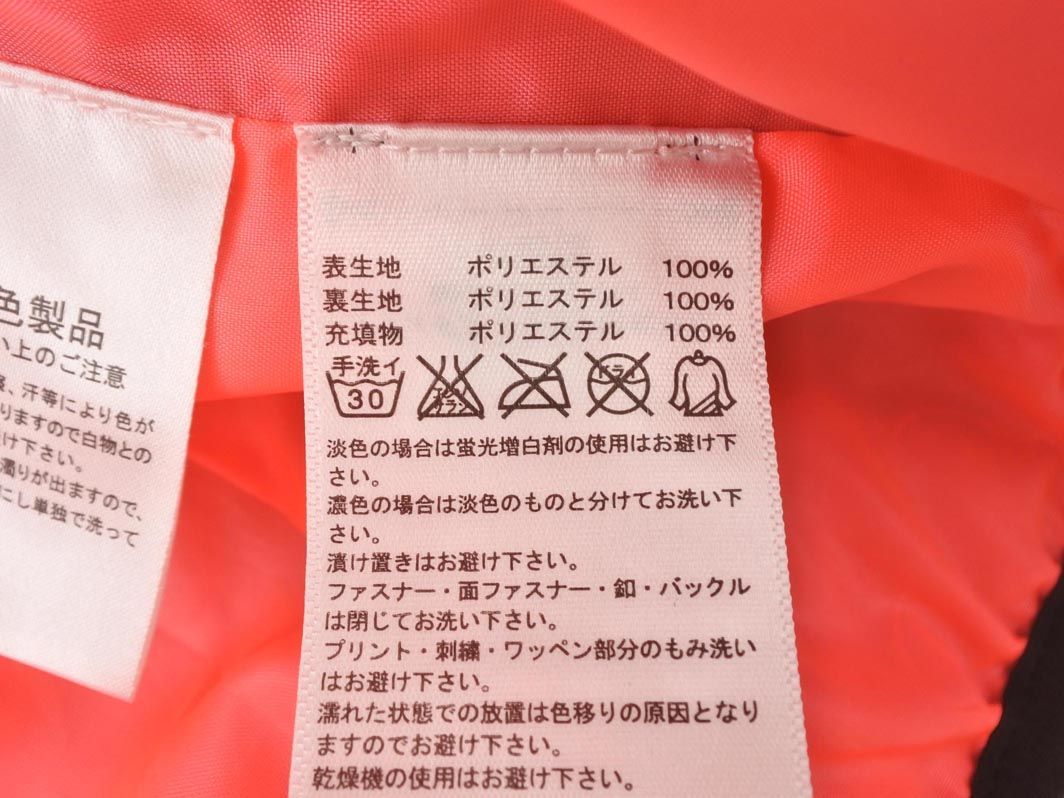 色製品
い上のご注意
、汗等により色が
りますので白物との
け下さい。
濁りが出ますので、
にし単独で洗って
表生地 ポリエステル 100%
裏生地 ポリエステル 100%
充填物 ポリエステル 100%
手洗イ
30
エンソ
サラシ
ドライ
淡色の場合は蛍光増白剤の使用はお避け下
さい。
濃色の場合は淡色のものと分けてお洗い下
さい。
漬け置きはお避け下さい。
ファスナー・面ファスナー・釦・バックル
は閉じてお洗い下さい。
プリント・刺繍・ワッペン部分のもみ洗い
はお避け下さい。
濡れた状態での放置は色移りの原因となり
ますのでお避け下さい。
乾燥機の使用はお避け下さい。